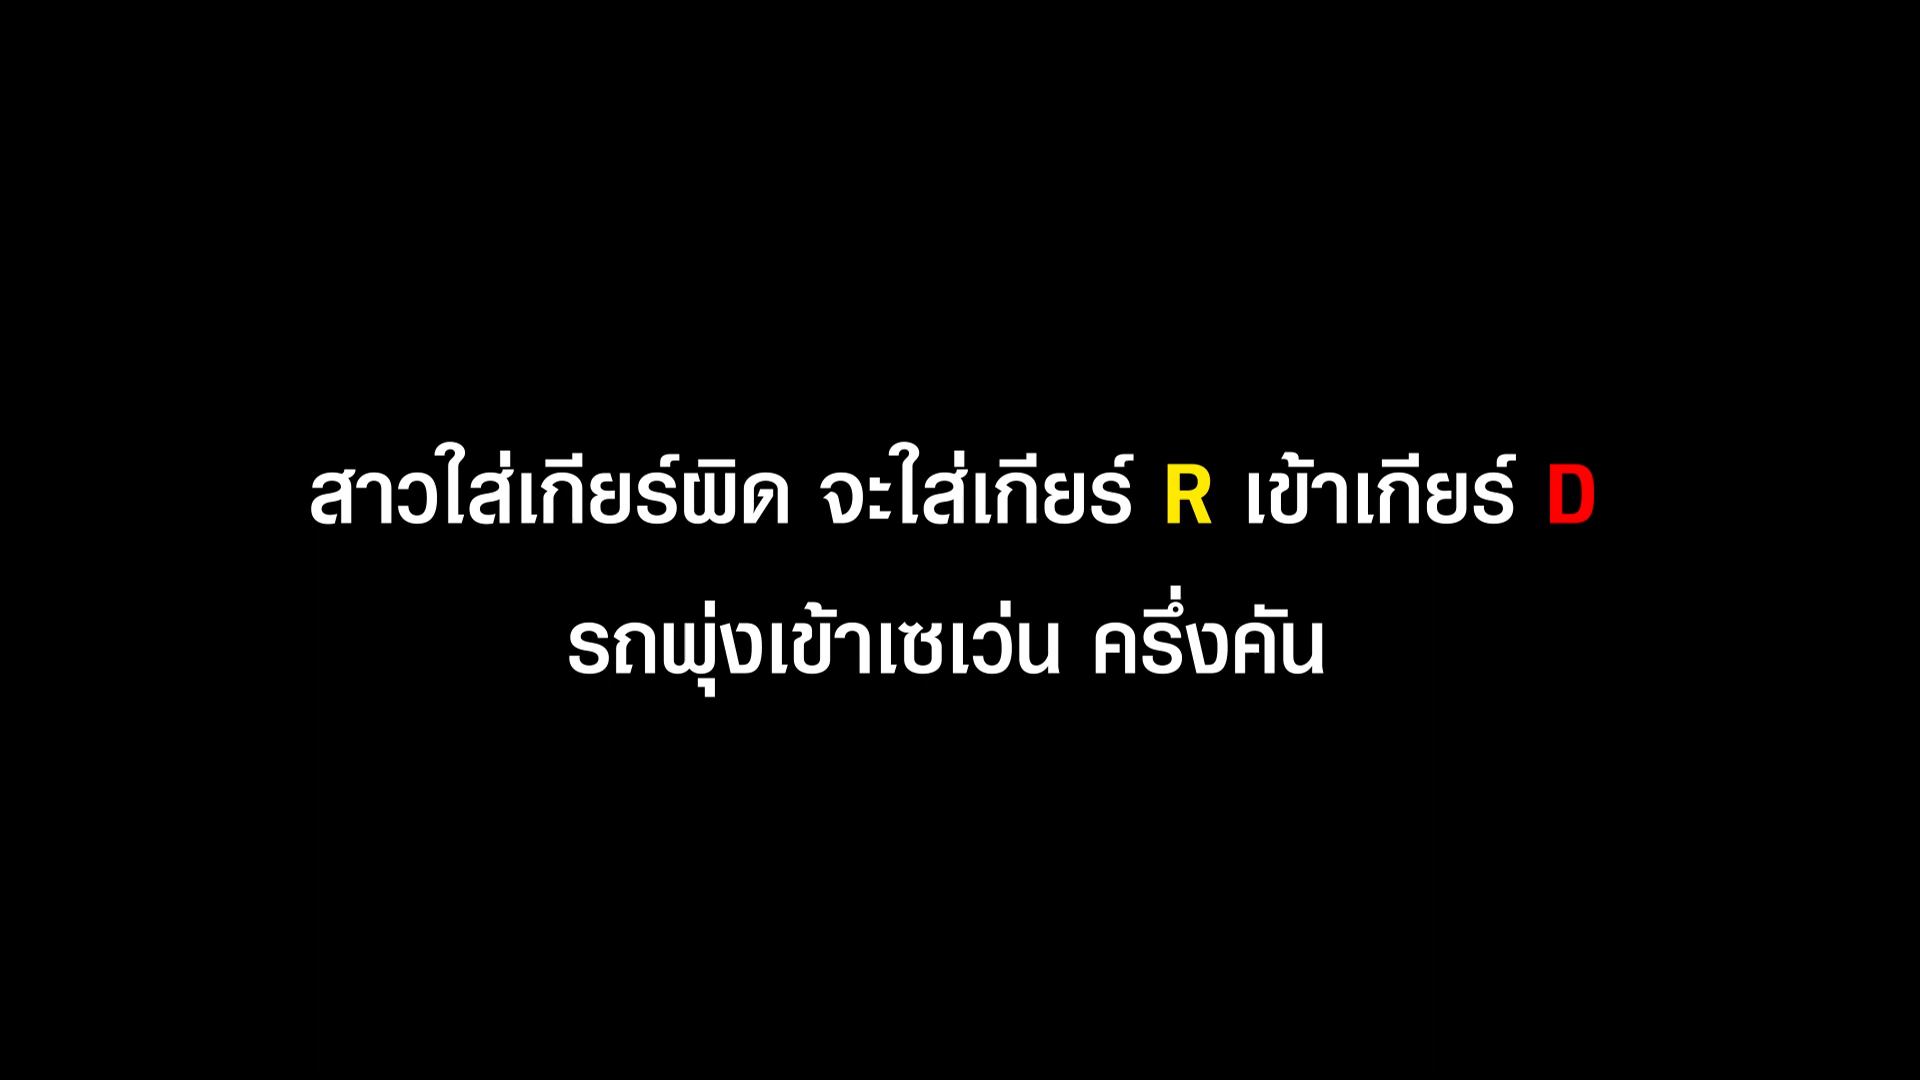 สาวใส่เกียร์ผิด จะใส่เกียร์ R เข้าเกียร์ D
รถพุ่งเข้าเซเว่น ครึ่งคัน